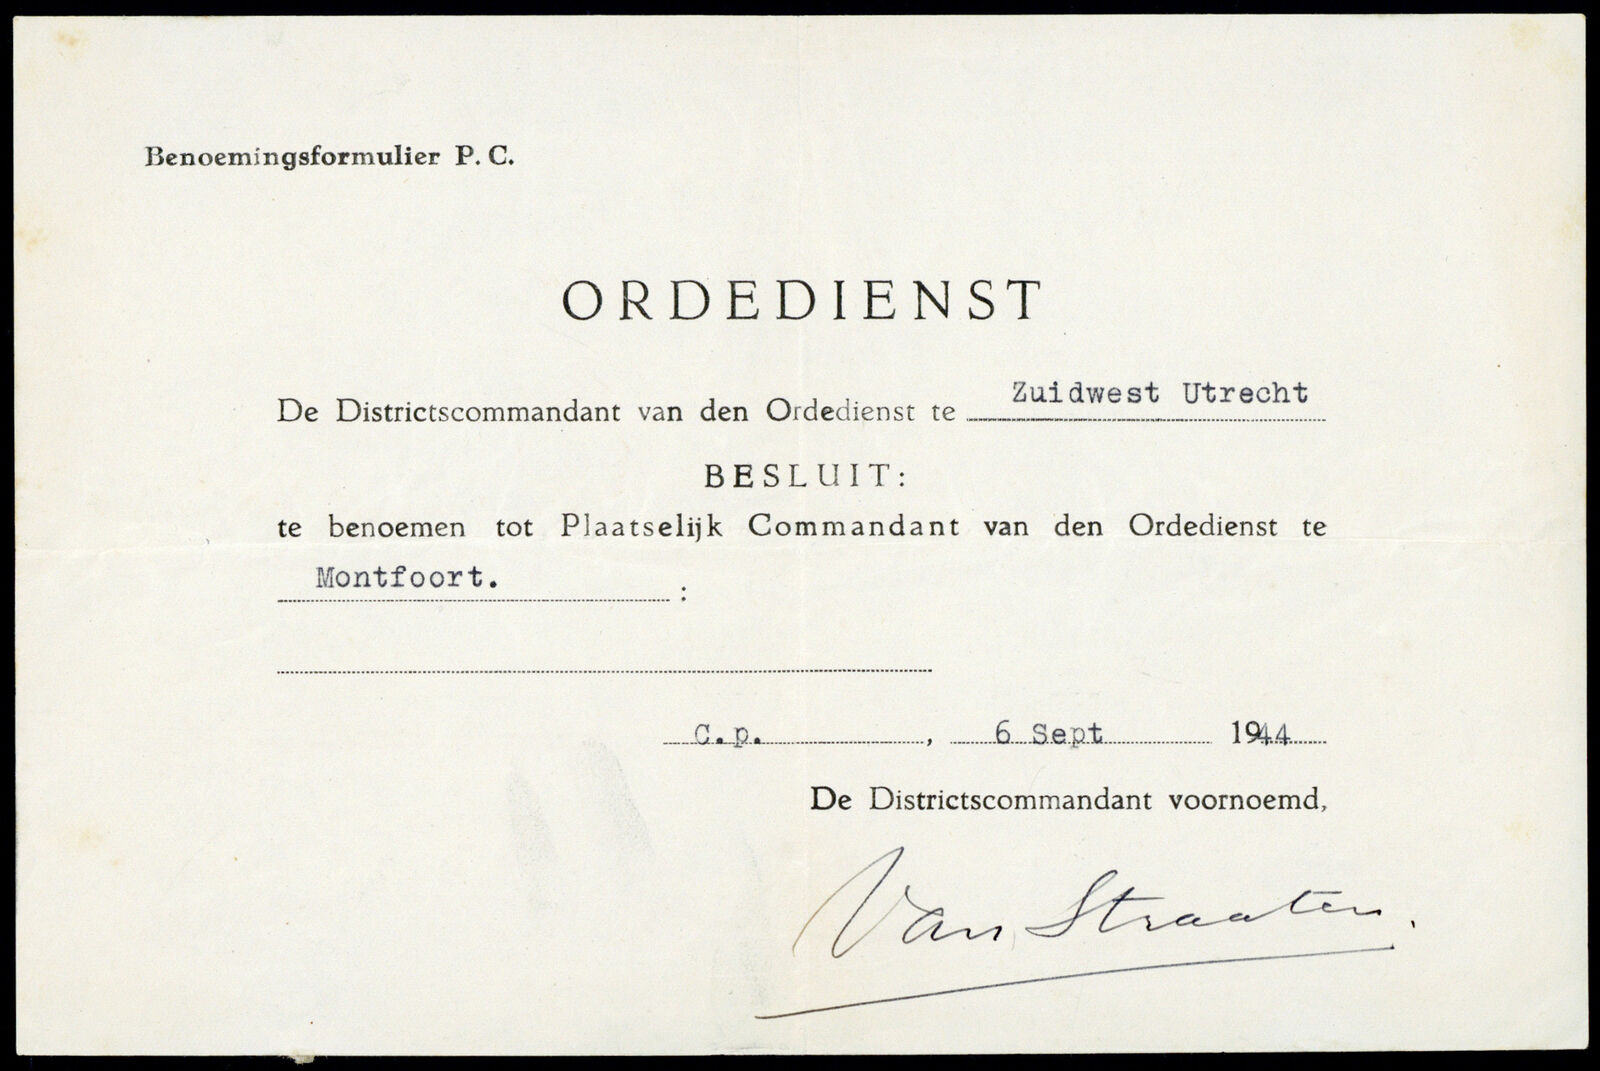 Benoemingsformulier P. C.
ORDEDIENST
De Districtscommandant van den Ordedienst te Zuidwest Utrecht
BESLUIT:
te benoemen tot Plaatselijk Commandant van den Ordedienst te
Montfoort. :
C.p. , 6 Sept 1944
De Districtscommandant voornoemd,
Van Straaten.